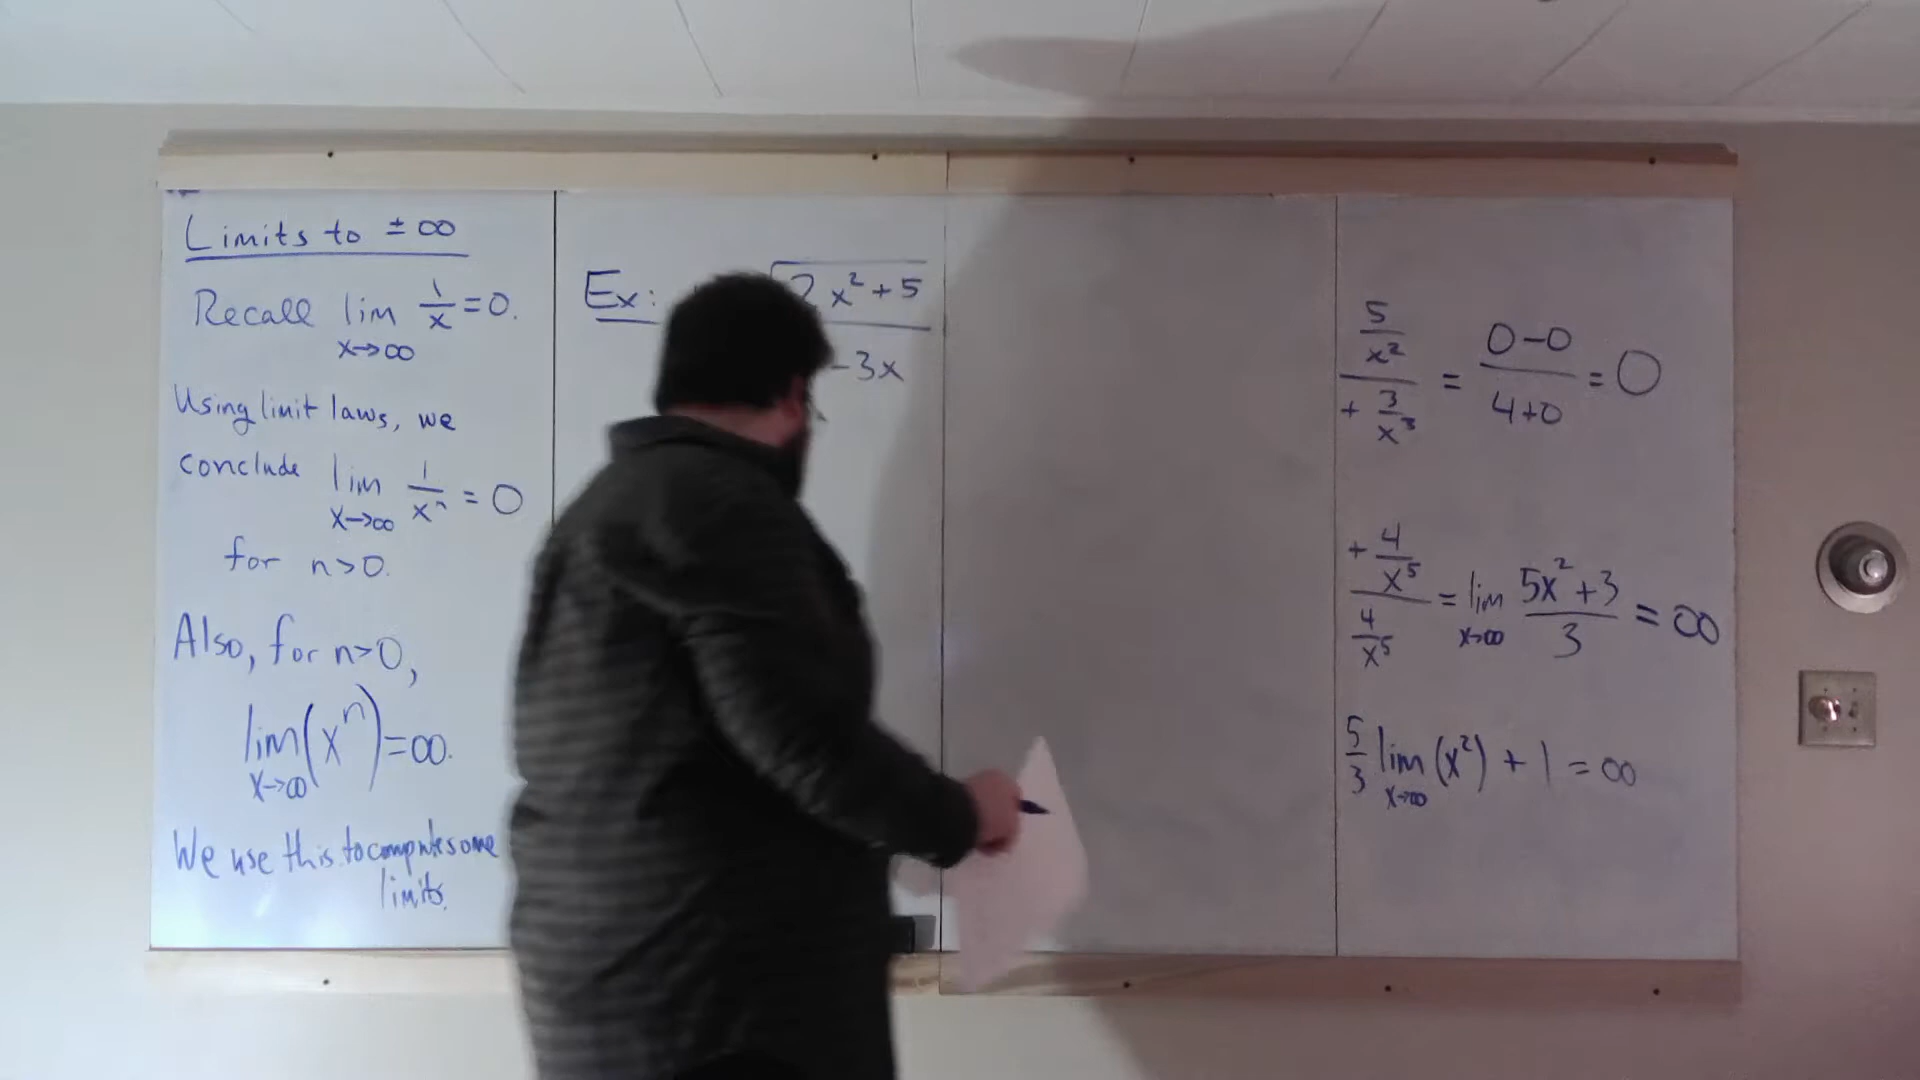 Limits to ± ∞
Recall lim 1/x = 0.
x→∞
Using limit laws, we
conclude lim 1/xⁿ = 0
x→∞
for n>0.
Also, for n>0,
lim (xⁿ) = ∞.
x→∞
We use this to compute some
limits.
Ex: √2x² + 5
-3x
5/x²
+ 3/x³
= (0-0)/(4+0) = 0
+ 4/x⁵
4/x⁵
= lim (5x² + 3)/3 = ∞
x→∞
5/3 lim (x²) + 1 = ∞
x→∞